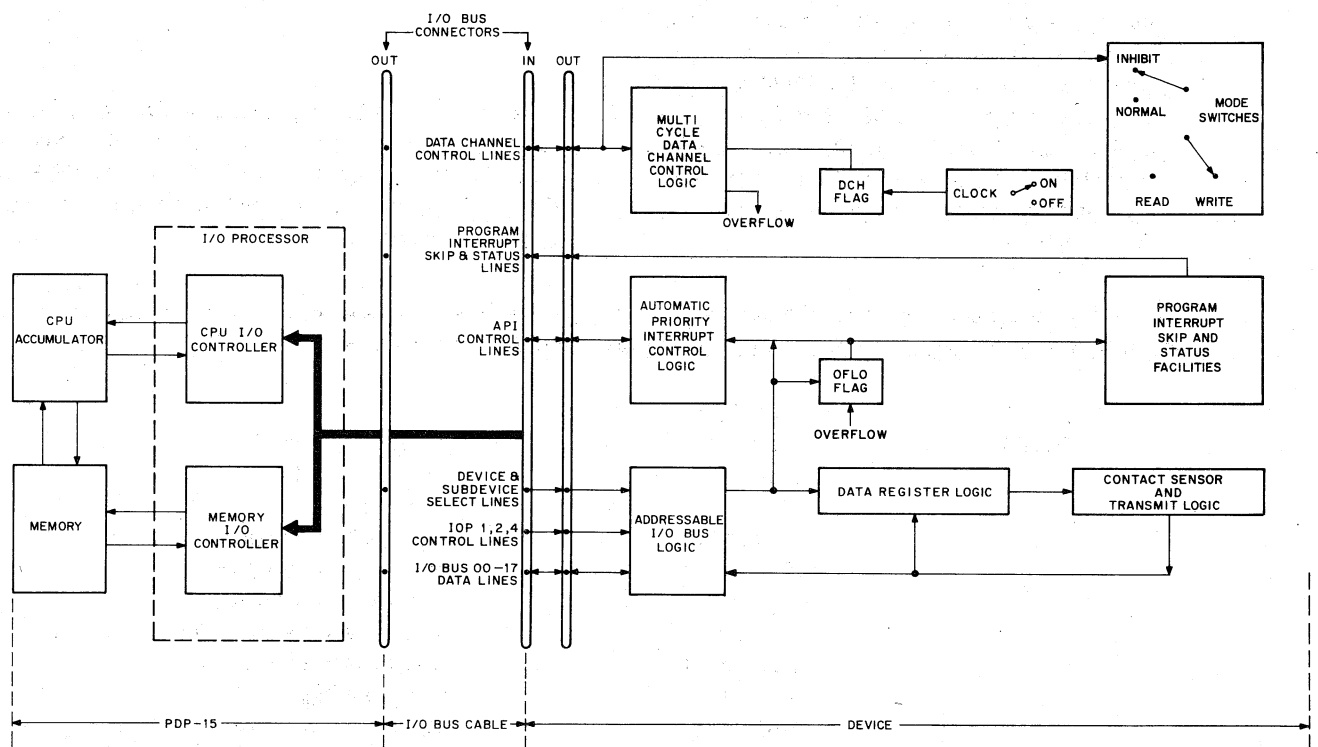 I/O BUS
CONNECTORS
OUT
IN
OUT
INHIBIT
NORMAL
MODE
SWITCHES
READ
WRITE
DATA CHANNEL
CONTROL LINES
MULTI
CYCLE
DATA
CHANNEL
CONTROL
LOGIC
OVERFLOW
DCH
FLAG
CLOCK
ON
OFF
I/O PROCESSOR
PROGRAM
INTERRUPT
SKIP & STATUS
LINES
CPU
ACCUMULATOR
CPU I/O
CONTROLLER
API
CONTROL
LINES
AUTOMATIC
PRIORITY
INTERRUPT
CONTROL
LOGIC
OFLO
FLAG
OVERFLOW
PROGRAM
INTERRUPT
SKIP AND
STATUS
FACILITIES
MEMORY
MEMORY
I/O
CONTROLLER
DEVICE &
SUBDEVICE
SELECT LINES
IOP 1,2,4
CONTROL LINES
I/O BUS 00-17
DATA LINES
ADDRESSABLE
I/O BUS
LOGIC
DATA REGISTER LOGIC
CONTACT SENSOR
AND
TRANSMIT LOGIC
PDP-15
I/O BUS CABLE
DEVICE